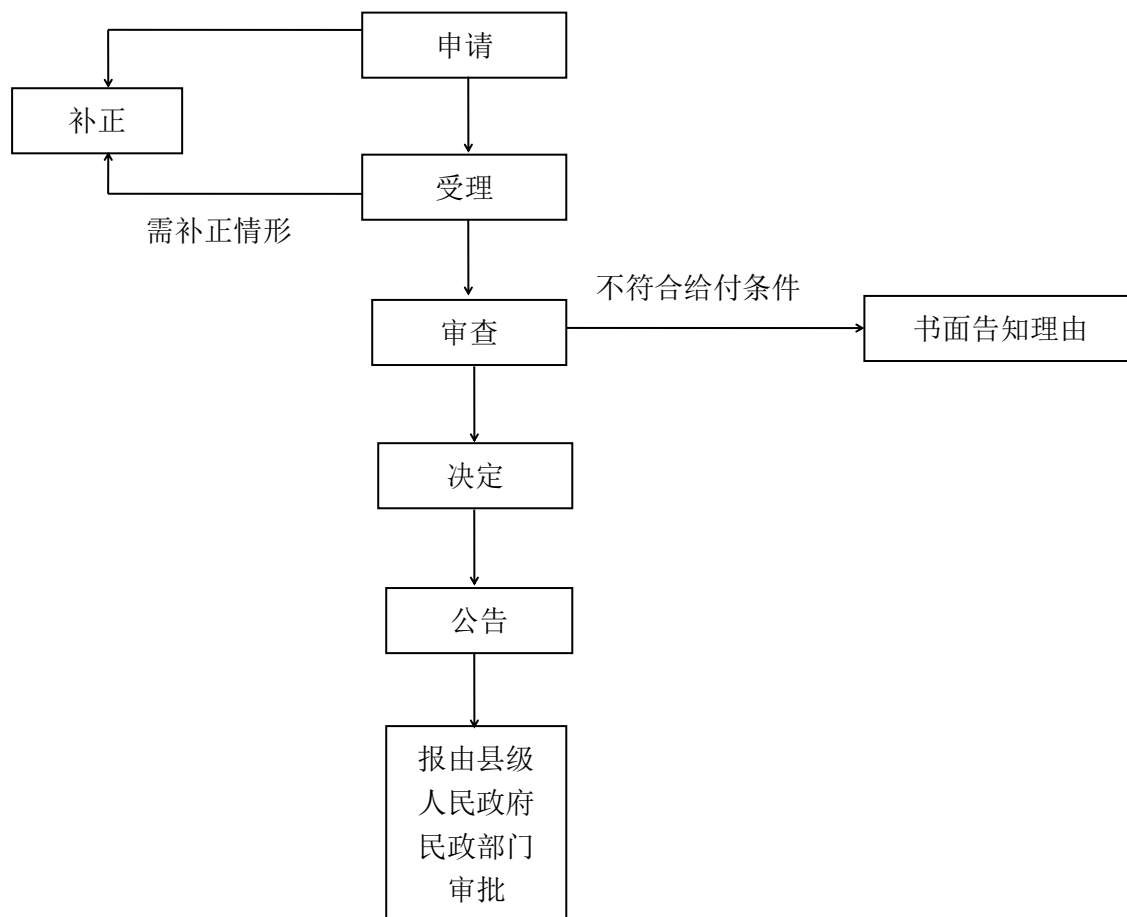 申请
补正
受理
需补正情形
不符合给付条件
审查
书面告知理由
决定
公告
报由县级
人民政府
民政部门
审批